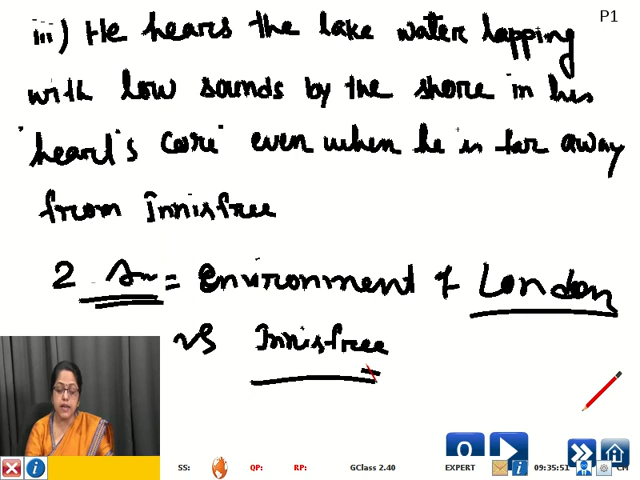 P1
iii) He hears the lake water lapping
with low sounds by the shore in his
'heart's core' even when he is far away
from Innisfree
2 Ans = Environment of London
vs Innisfree
Q
SS: QP: RP: GClass 2.40 EXPERT 09:35:51 CH